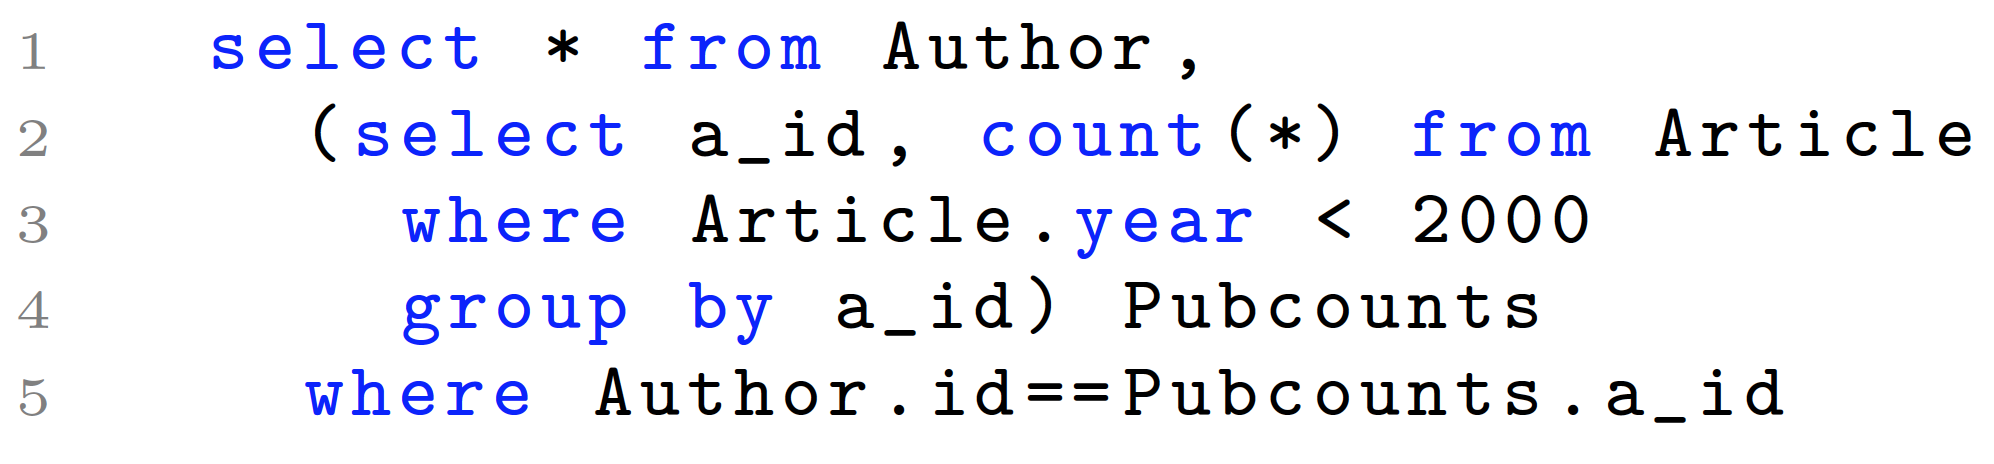 1 select * from Author,
2 (select a_id, count(*) from Article
3 where Article.year < 2000
4 group by a_id) Pubcounts
5 where Author.id==Pubcounts.a_id